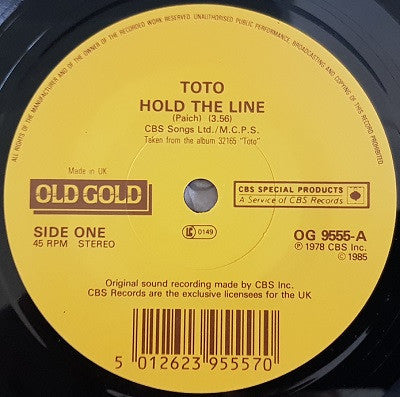 ALL RIGHTS OF THE MANUFACTURER AND OF THE OWNER OF THE RECORDED WORK RESERVED. UNAUTHORISED PUBLIC PERFORMANCE, BROADCASTING AND COPYING OF THIS RECORD PROHIBITED.
TOTO
HOLD THE LINE
(Paich) (3.56)
CBS Songs Ltd./M.C.P.S.
Taken from the album 32165 "Toto"
Made in UK
OLD GOLD
CBS SPECIAL PRODUCTS
A Service of CBS Records
SIDE ONE
45 RPM STEREO
LC 0149
OG 9555-A
Ⓟ 1978 CBS Inc.
© 1985
Original sound recording made by CBS Inc.
CBS Records are the exclusive licensees for the UK
5 012623 955570